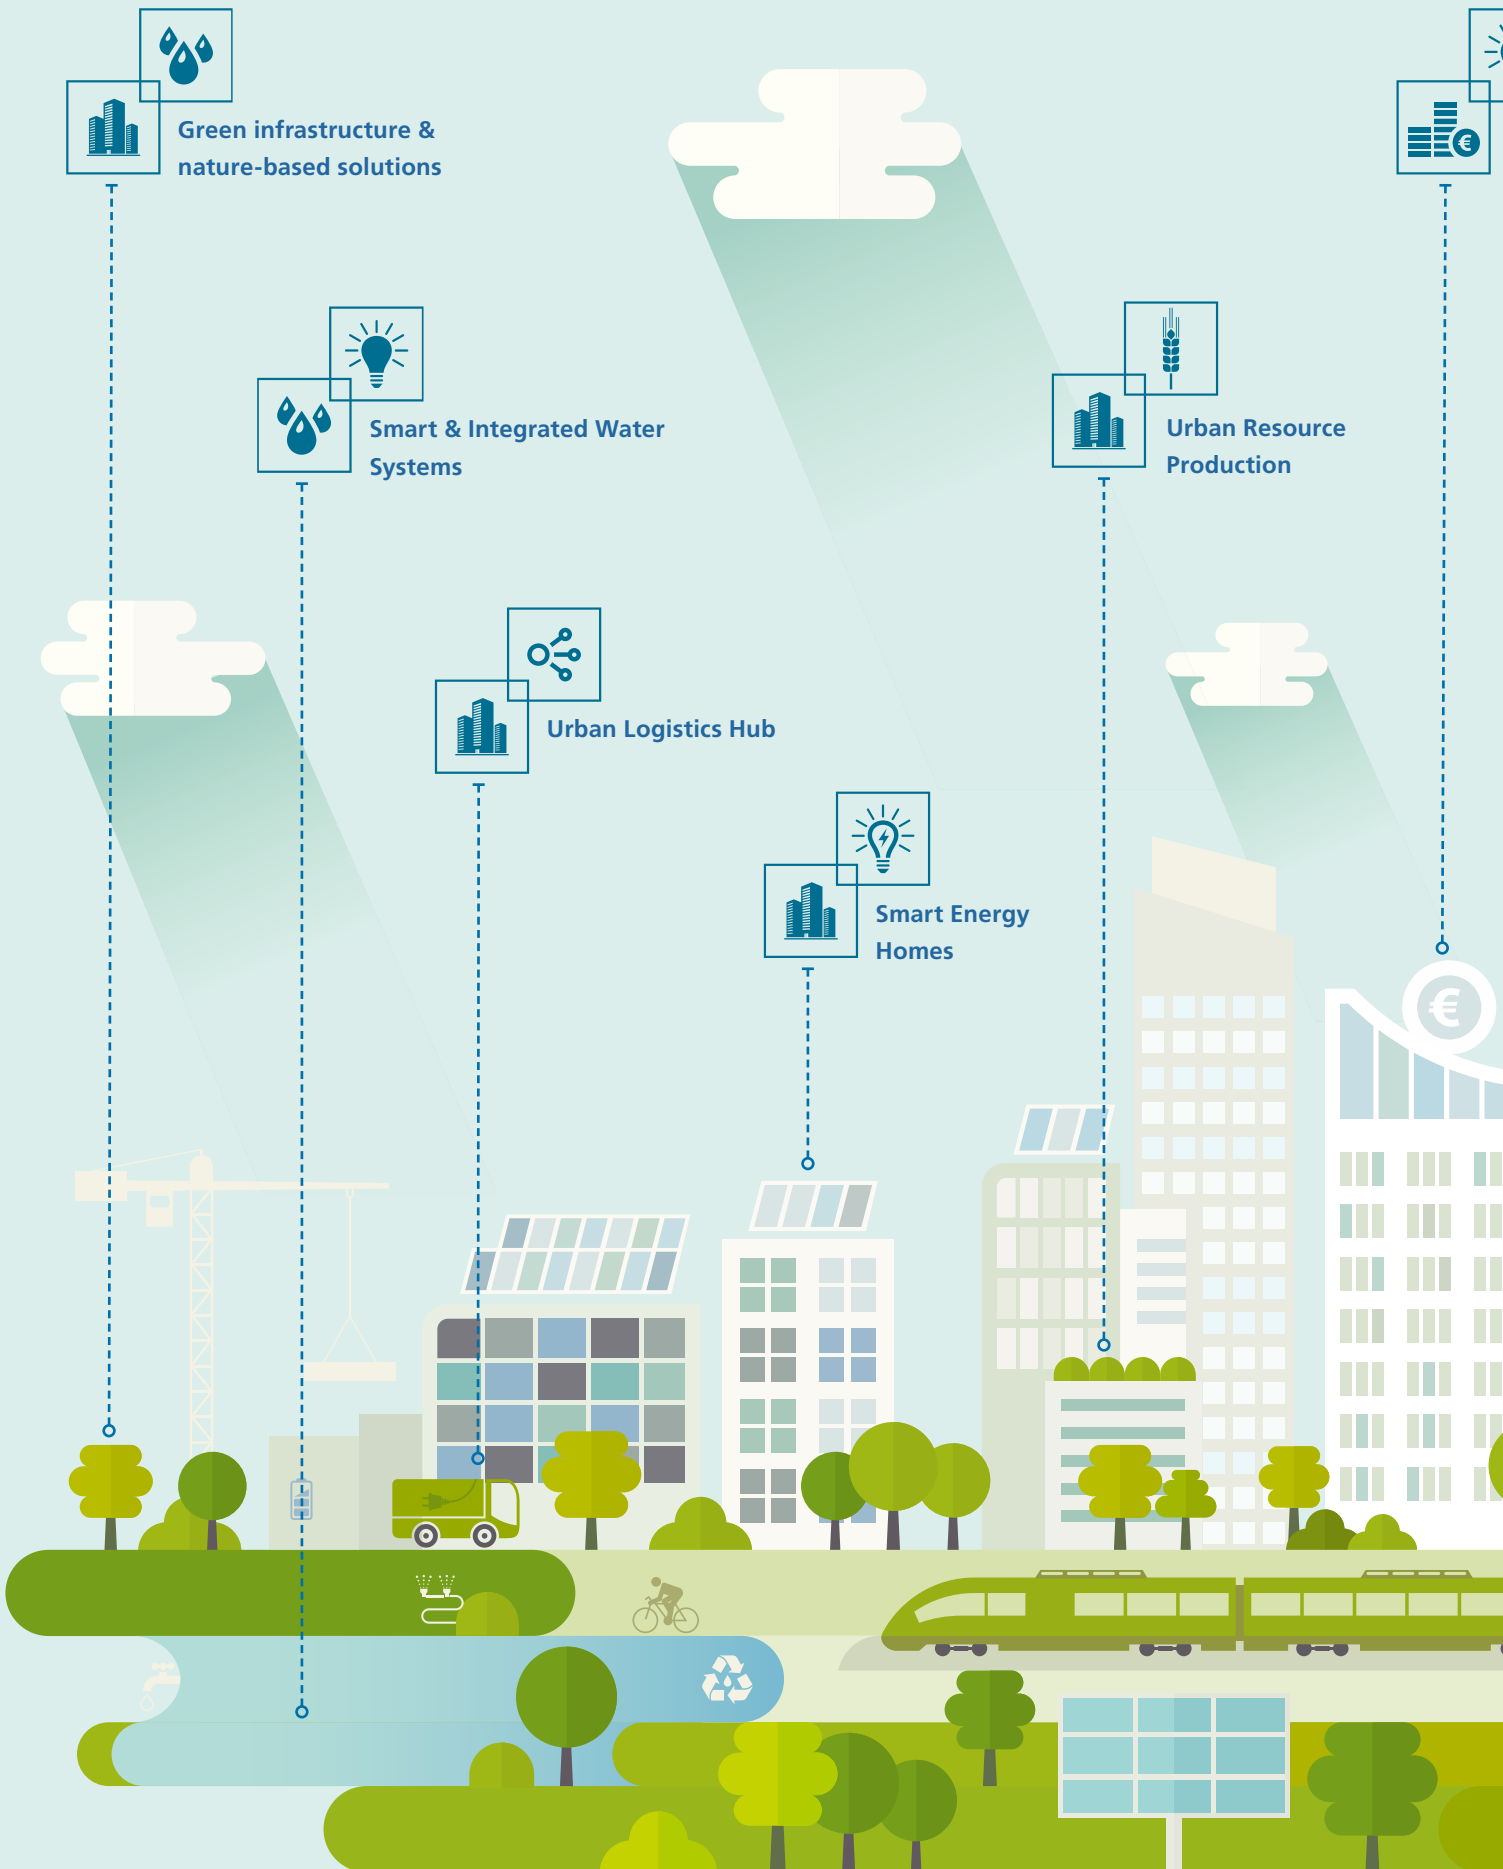 Green infrastructure &
nature-based solutions
€
Smart & Integrated Water
Systems
Urban Resource
Production
Urban Logistics Hub
Smart Energy
Homes
€